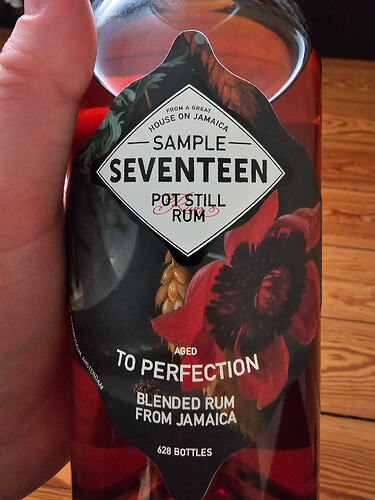 FROM A GREAT
HOUSE ON JAMAICA
SAMPLE
SEVENTEEN
POT STILL
RUM
AGED
TO PERFECTION
BLENDED RUM
FROM JAMAICA
628 BOTTLES
AMSTERDAM